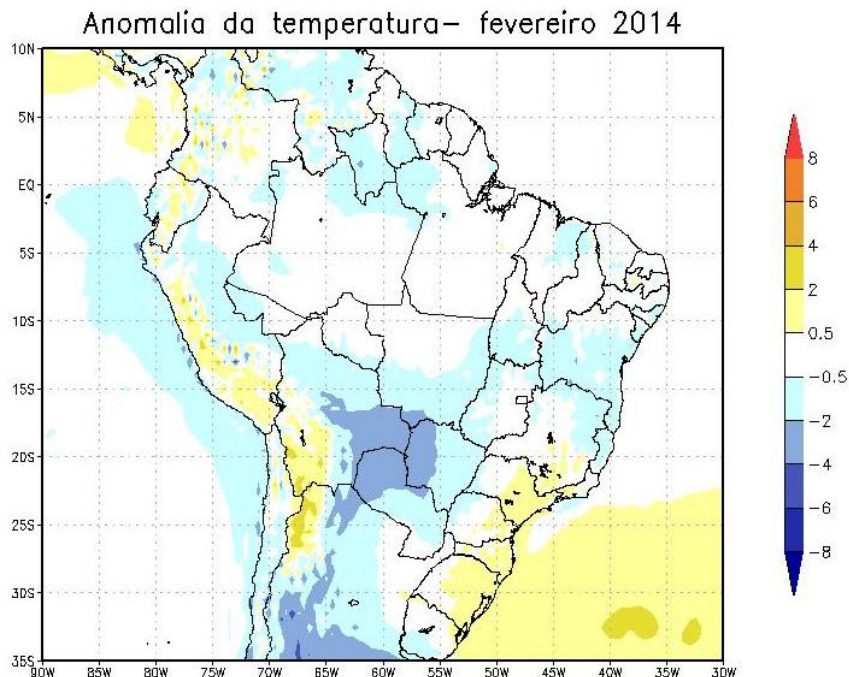 Anomalia da temperatura– fevereiro 2014
10N
5N
EQ
5S
10S
15S
20S
25S
30S
35S
90W 85W 80W 75W 70W 65W 60W 55W 50W 45W 40W 35W 30W
8
6
4
2
0.5
−0.5
−2
−4
−6
−8